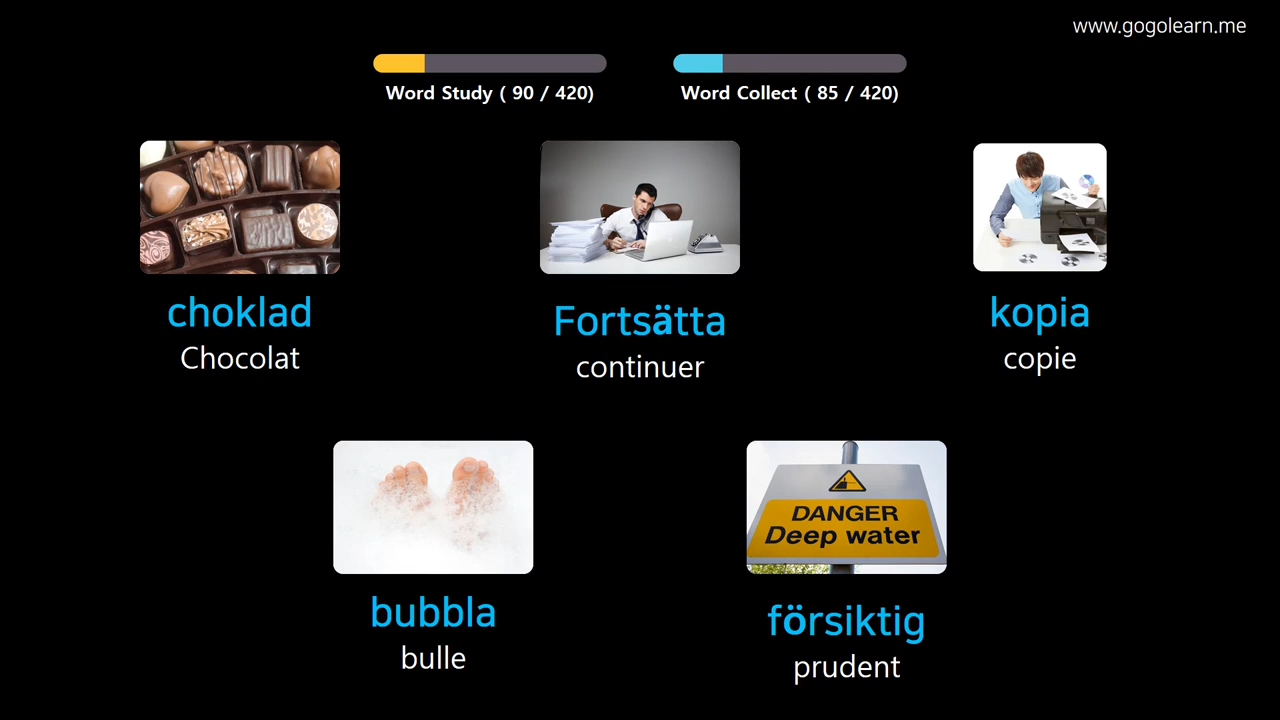 www.gogolearn.me
Word Study ( 90 / 420)
Word Collect ( 85 / 420)
choklad
Chocolat
Fortsätta
continuer
kopia
copie
DANGER
Deep water
bubbla
bulle
försiktig
prudent